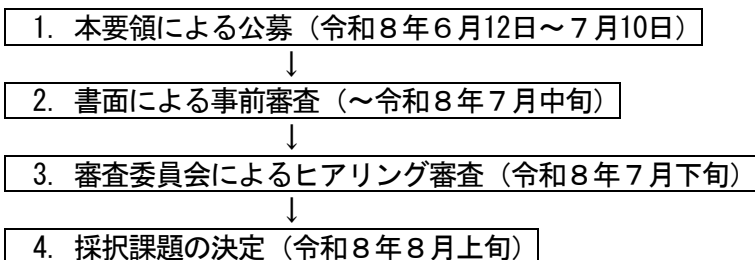 1. 本要領による公募（令和８年６月12日～７月10日）
↓
2. 書面による事前審査（～令和８年７月中旬）
↓
3. 審査委員会によるヒアリング審査（令和８年７月下旬）
↓
4. 採択課題の決定（令和８年８月上旬）